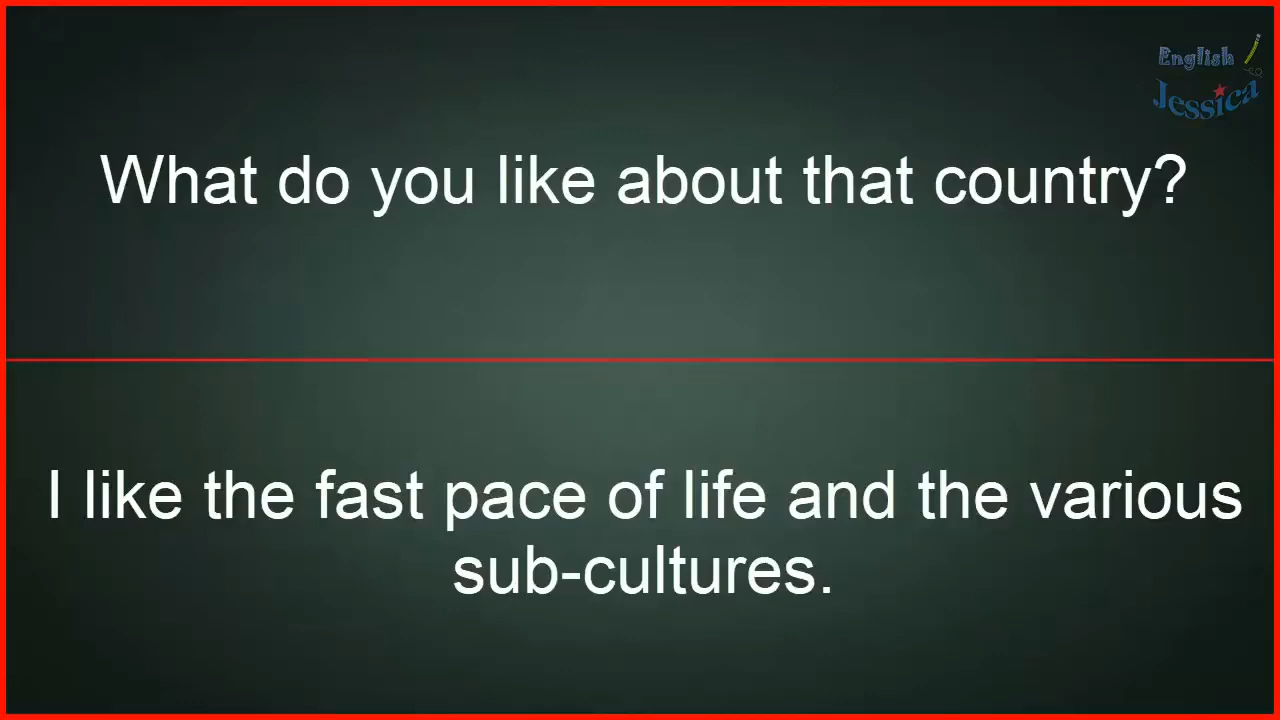 English
Jessica
What do you like about that country?
I like the fast pace of life and the various
sub-cultures.